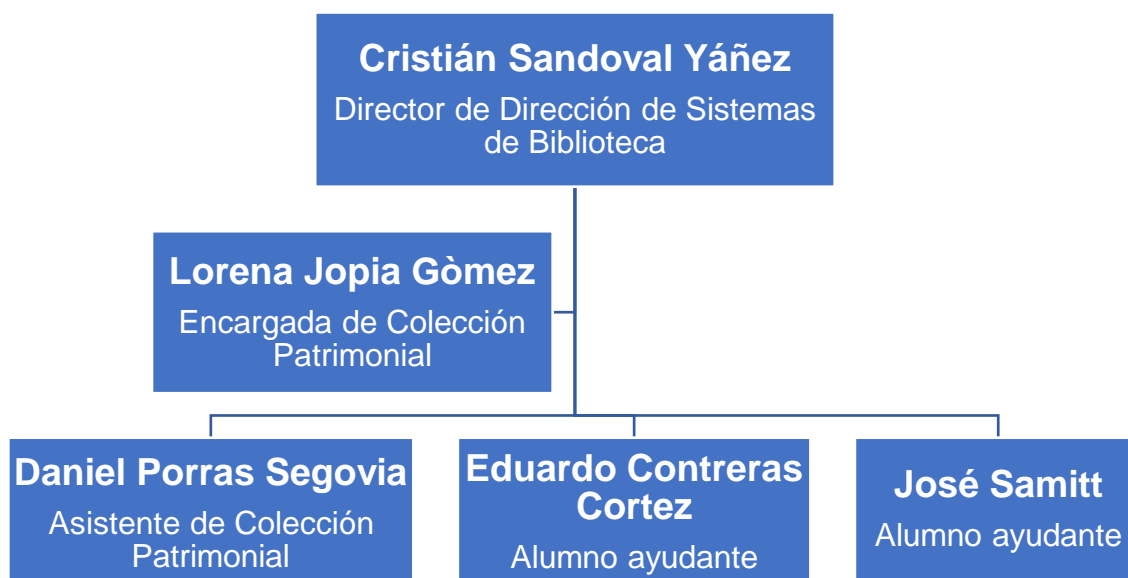 Cristián Sandoval Yáñez
Director de Dirección de Sistemas
de Biblioteca
Lorena Jopia Gòmez
Encargada de Colección
Patrimonial
Daniel Porras Segovia
Asistente de Colección
Patrimonial
Eduardo Contreras
Cortez
Alumno ayudante
José Samitt
Alumno ayudante